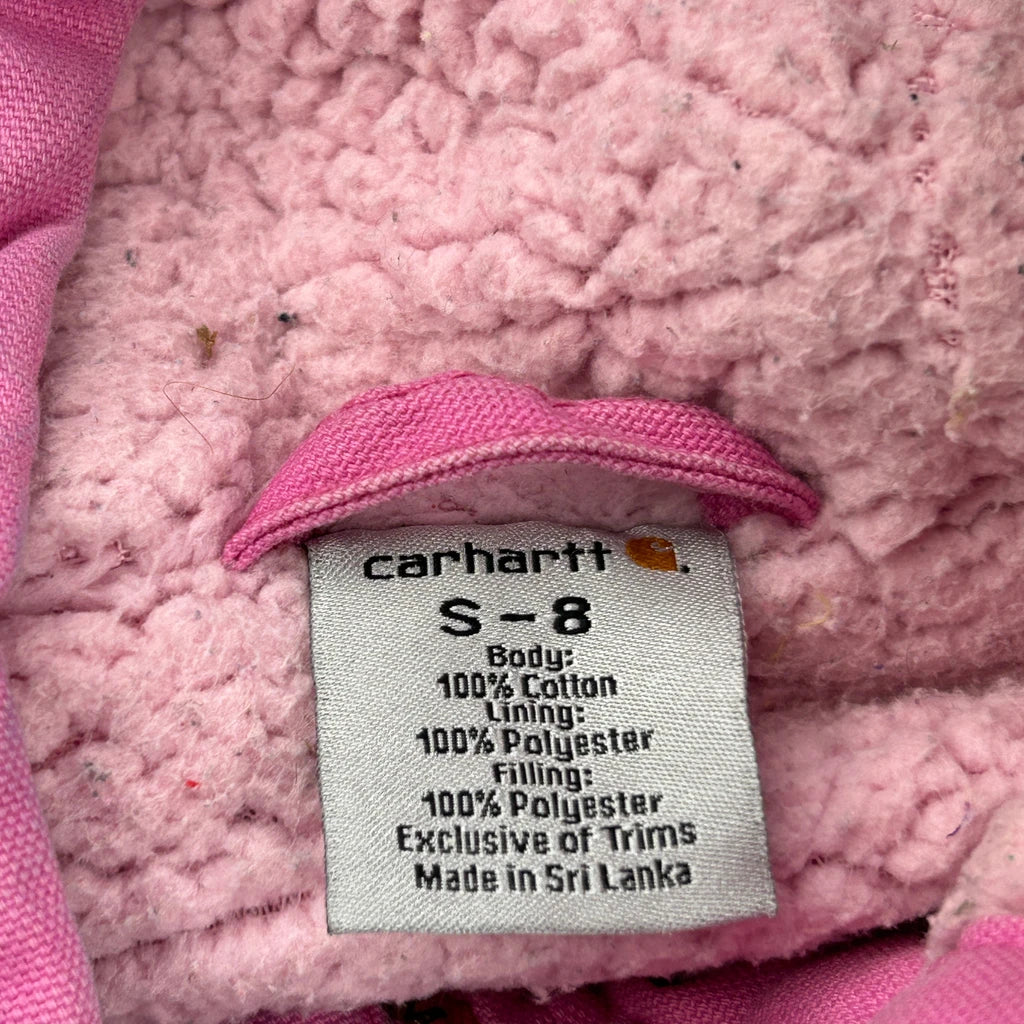 carhartt
S-8
Body:
100% Cotton
Lining:
100% Polyester
Filling:
100% Polyester
Exclusive of Trims
Made in Sri Lanka